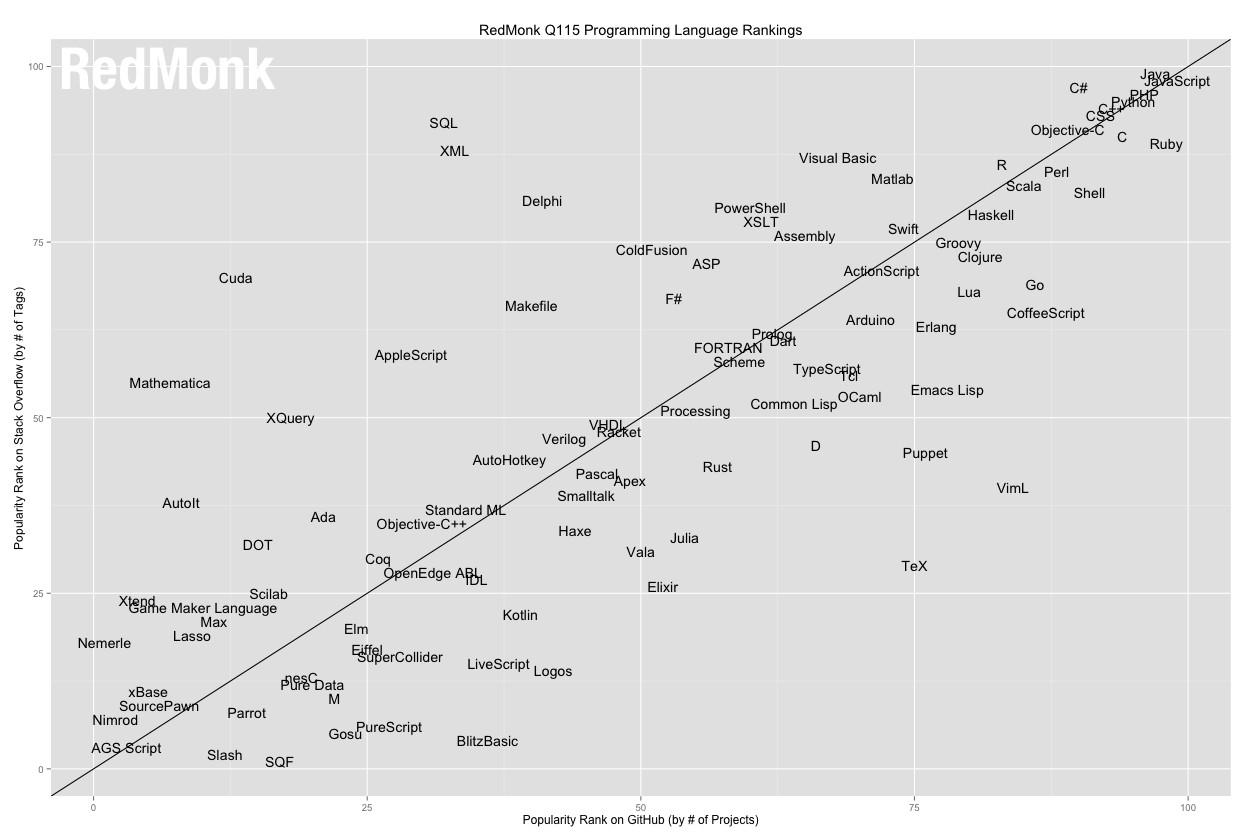 RedMonk Q115 Programming Language Rankings
RedMonk
100
75
50
25
0
Popularity Rank on Stack Overflow (by # of Tags)
Java
JavaScript
C#
PHP
Python
C++
CSS
SQL
Objective-C
C
Ruby
XML
Visual Basic
R
Perl
Matlab
Scala
Shell
Delphi
PowerShell
Haskell
XSLT
Swift
Assembly
Groovy
ColdFusion
Clojure
ASP
ActionScript
Cuda
Go
Lua
F#
Makefile
CoffeeScript
Arduino
Erlang
Prolog
Dart
FORTRAN
AppleScript
Scheme
TypeScript
Tcl
Mathematica
Emacs Lisp
OCaml
Common Lisp
Processing
XQuery
VHDL
Racket
Verilog
D
Puppet
AutoHotkey
Rust
Pascal
Apex
VimL
Smalltalk
AutoIt
Standard ML
Ada
Objective-C++
Haxe
Julia
DOT
Vala
Coq
TeX
OpenEdge ABL
IDL
Elixir
Scilab
Xtend
Game Maker Language
Kotlin
Max
Elm
Lasso
Nemerle
Eiffel
SuperCollider
LiveScript
Logos
nesC
Pure Data
xBase
M
SourcePawn
Parrot
Nimrod
PureScript
Gosu
BlitzBasic
AGS Script
Slash
SQF
0
25
50
75
100
Popularity Rank on GitHub (by # of Projects)